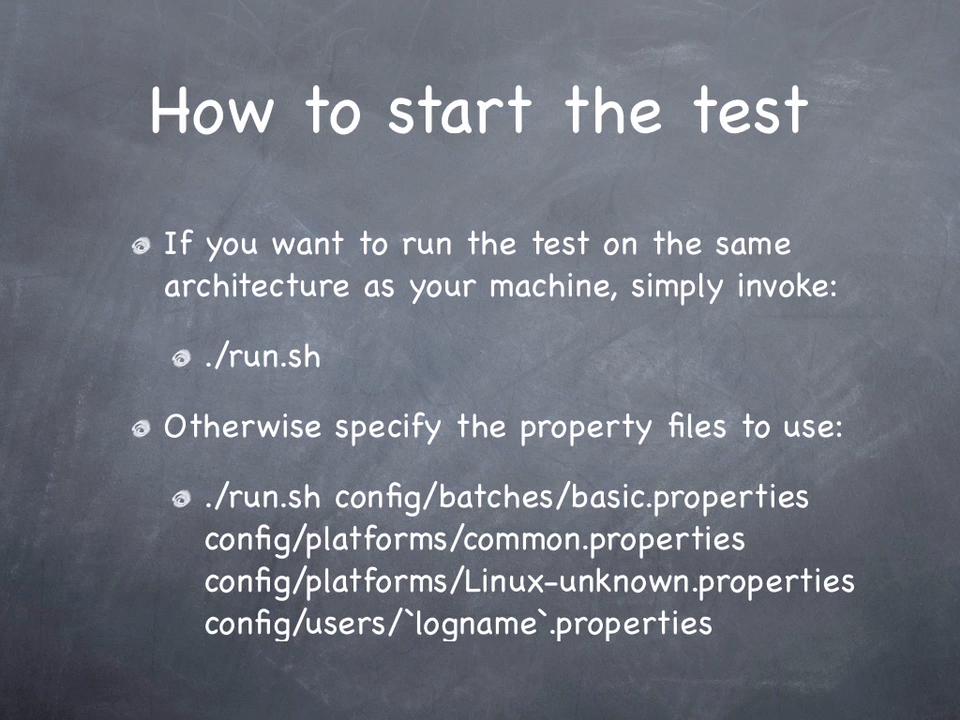 How to start the test
If you want to run the test on the same
architecture as your machine, simply invoke:
./run.sh
Otherwise specify the property files to use:
./run.sh config/batches/basic.properties
config/platforms/common.properties
config/platforms/Linux-unknown.properties
config/users/`logname`.properties